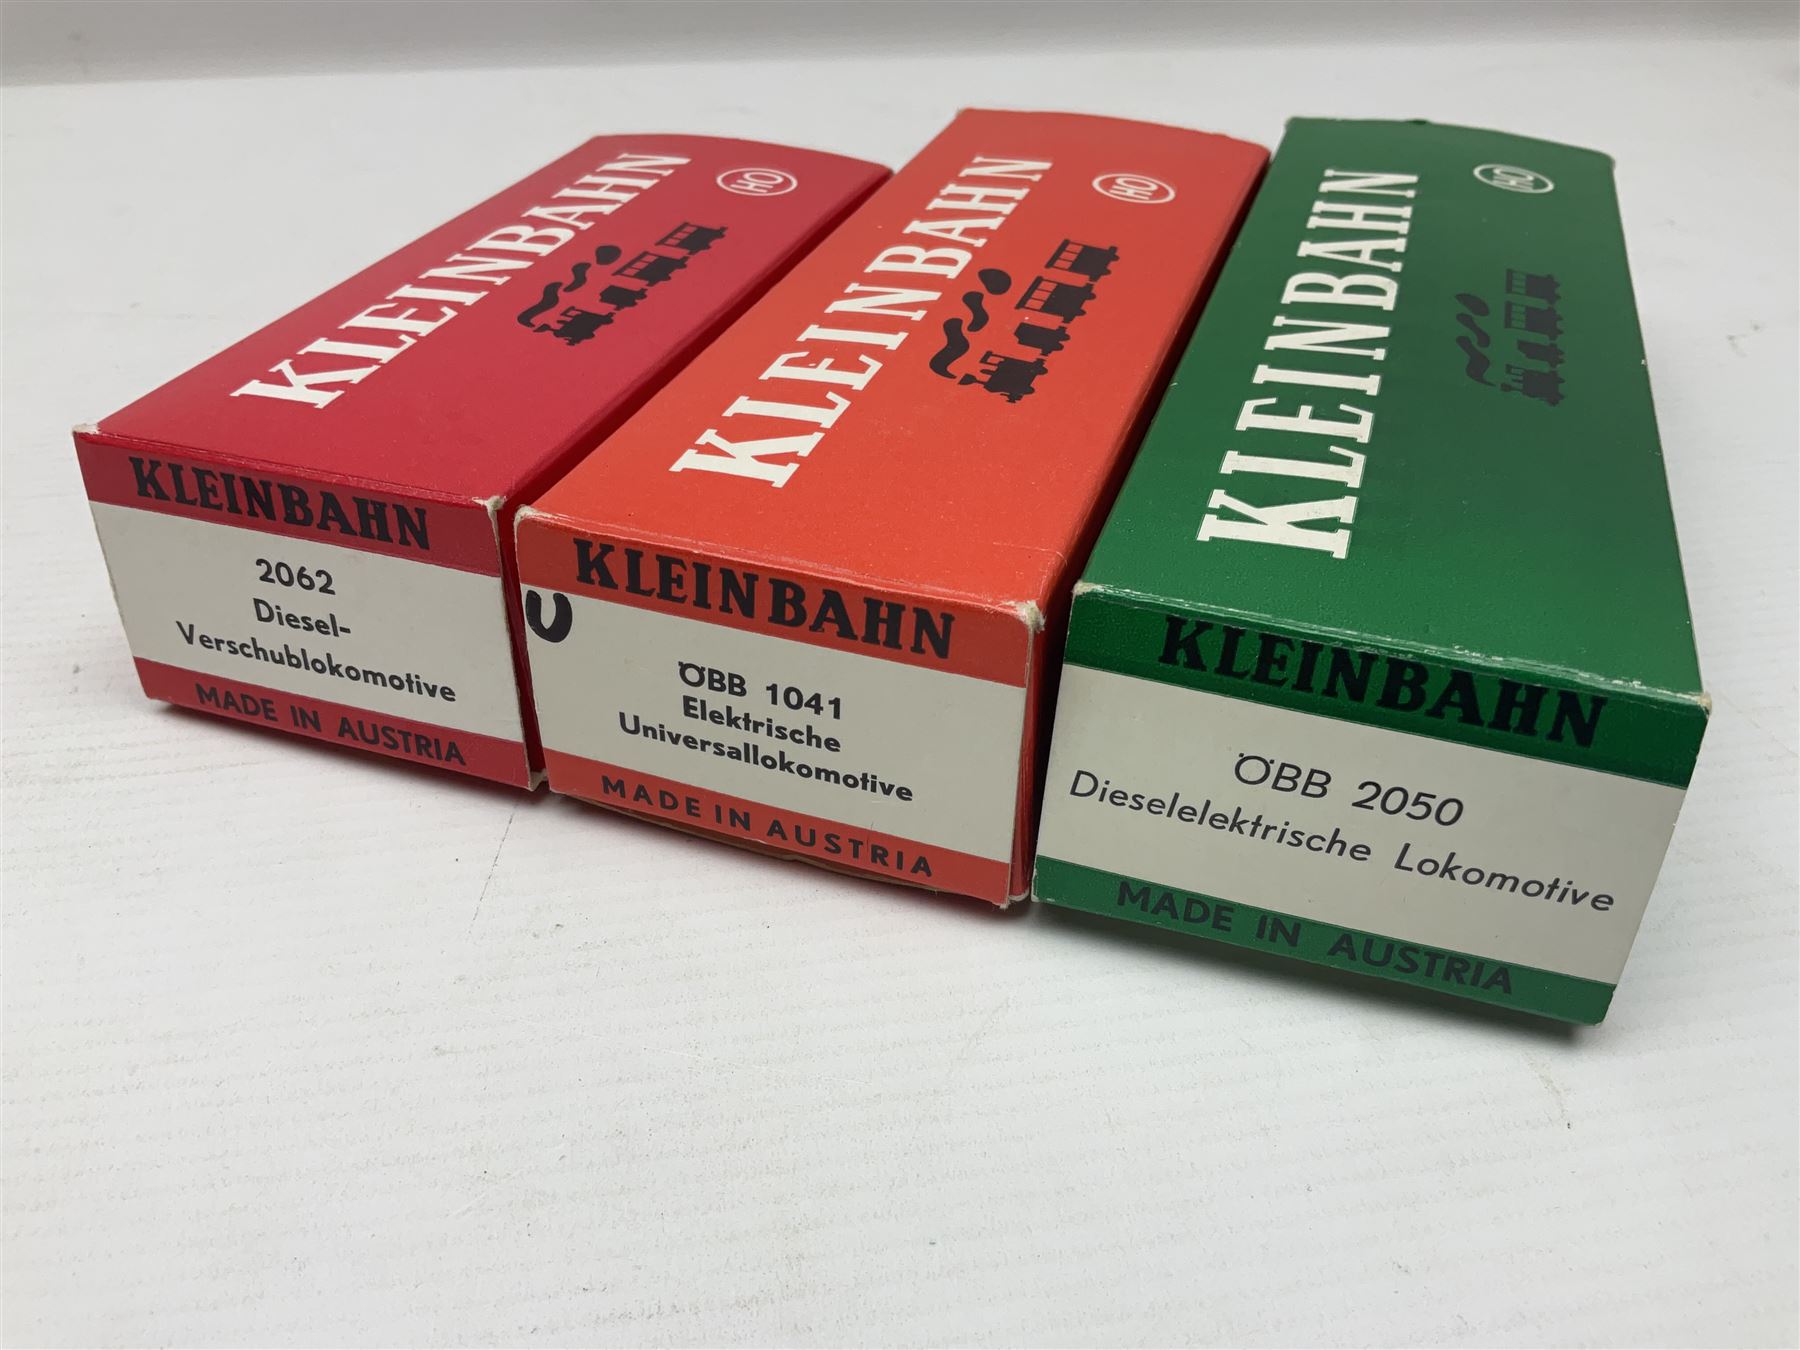 KLEINBAHN
HO
KLEINBAHN
2062
Diesel-
Verschublokomotive
MADE IN AUSTRIA
KLEINBAHN
HO
KLEINBAHN
U
ÖBB 1041
Elektrische
Universallokomotive
MADE IN AUSTRIA
KLEINBAHN
HO
KLEINBAHN
ÖBB 2050
Dieselelektrische Lokomotive
MADE IN AUSTRIA